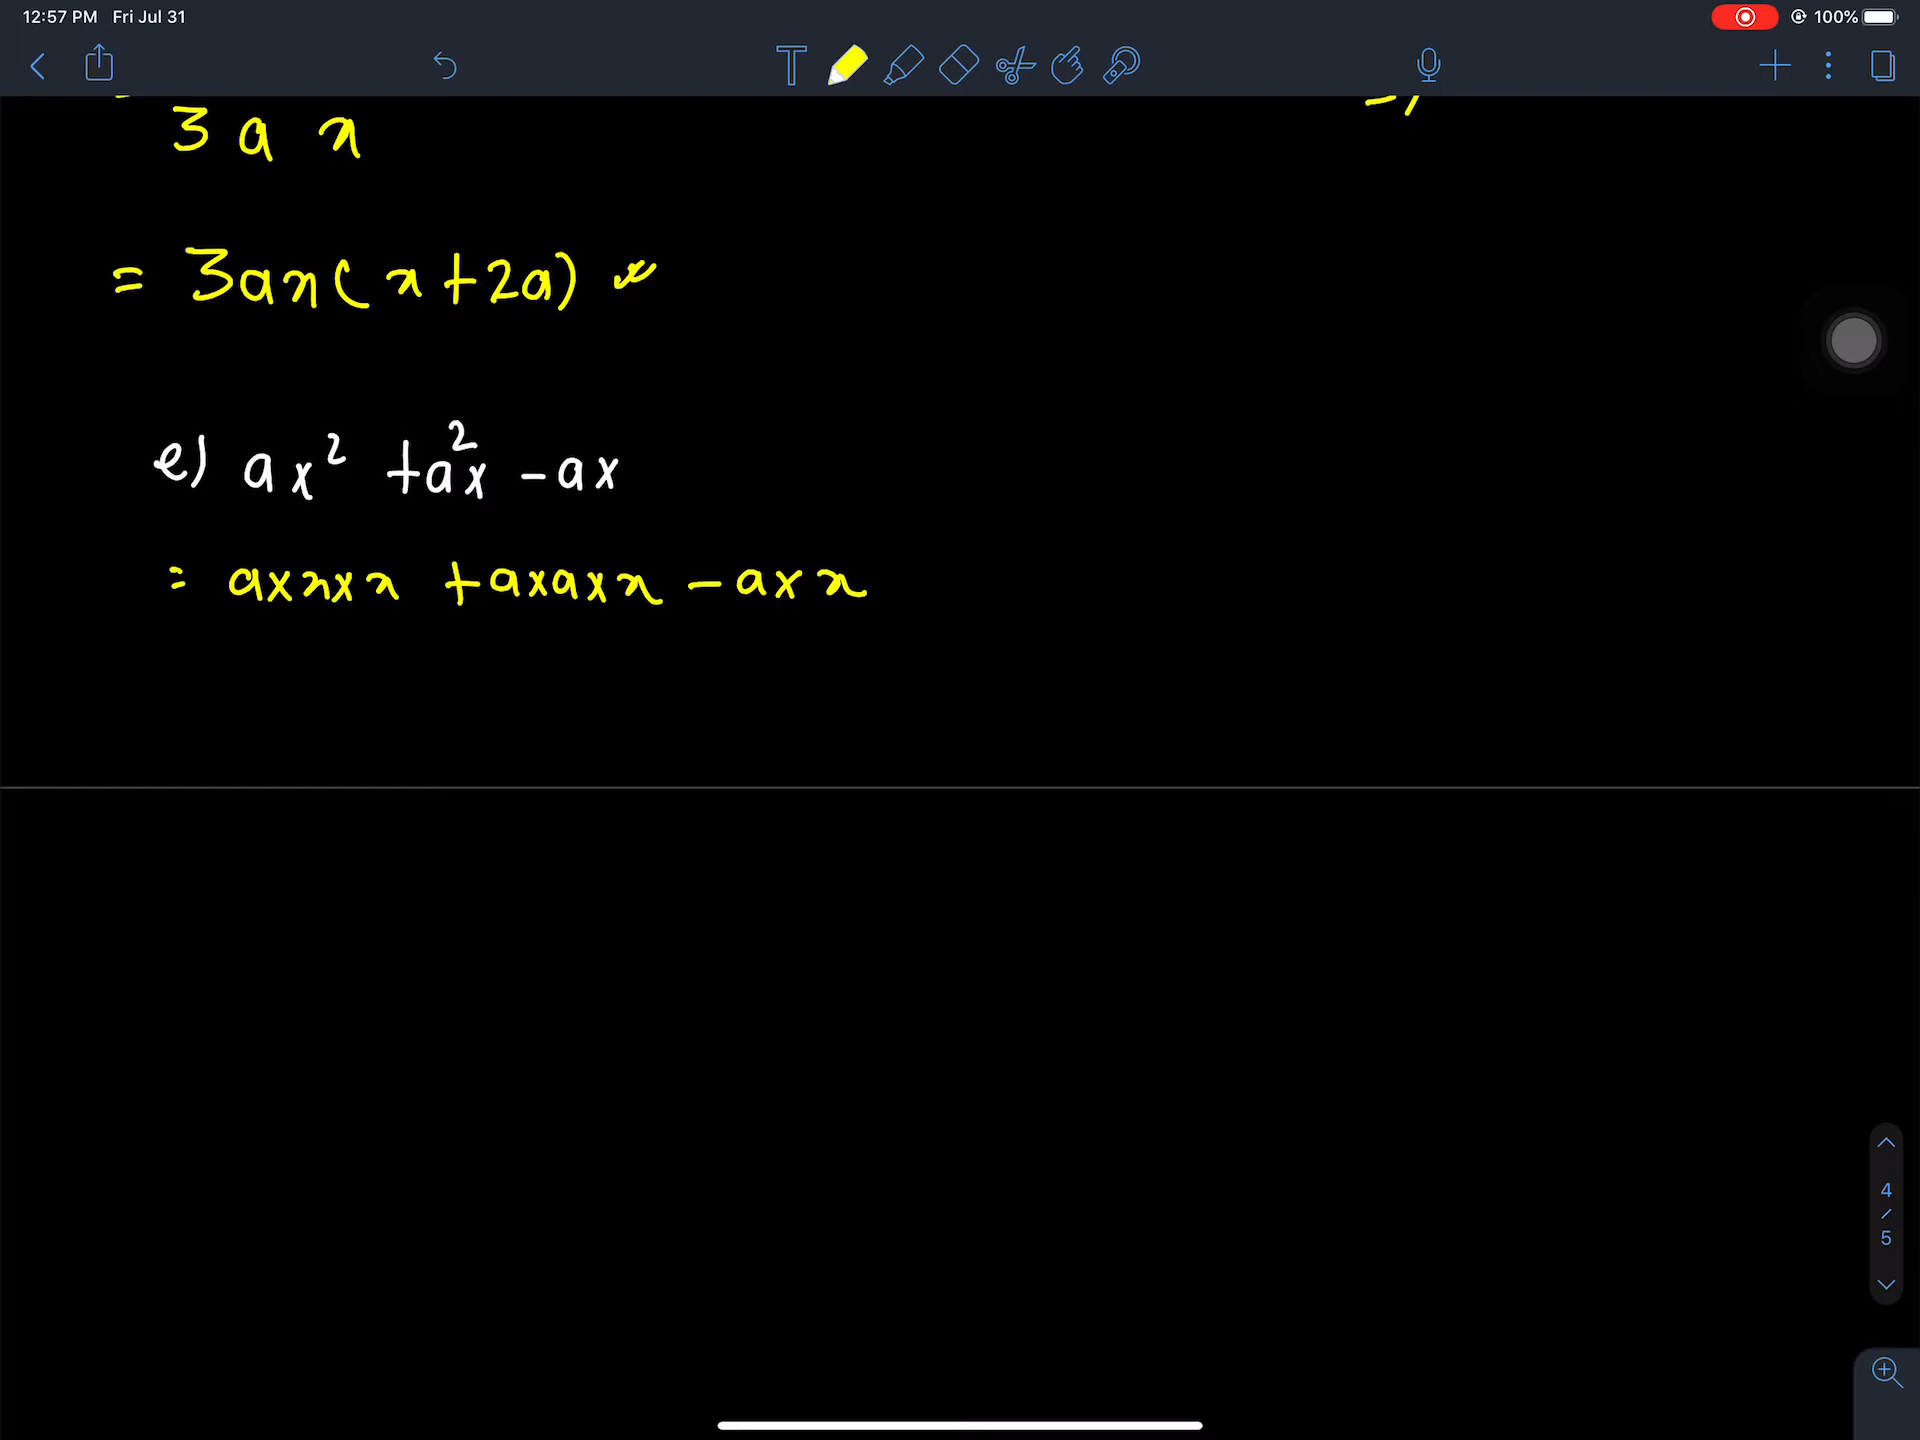 12:57 PM Fri Jul 31
100%
T
3 a x
= 3ax(x+2a)
e) ax² + a²x - ax
= a×x×x + a×a×x - a×x
4
/
5